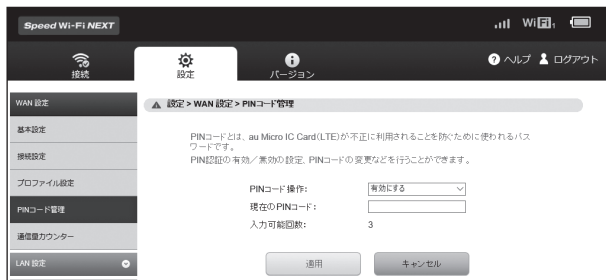 Speed Wi-Fi NEXT
WiFi 1
接続
設定
バージョン
ヘルプ ログアウト
WAN 設定
基本設定
接続設定
プロファイル設定
PINコード管理
通信量カウンター
LAN 設定
設定 > WAN 設定 > PINコード管理
PINコードとは、au Micro IC Card(LTE)が不正に利用されることを防ぐために使われるパス
ワードです。
PIN認証の有効／無効の設定、PINコードの変更などを行うことができます。
PINコード操作: 有効にする
現在のPINコード:
入力可能回数: 3
適用 キャンセル